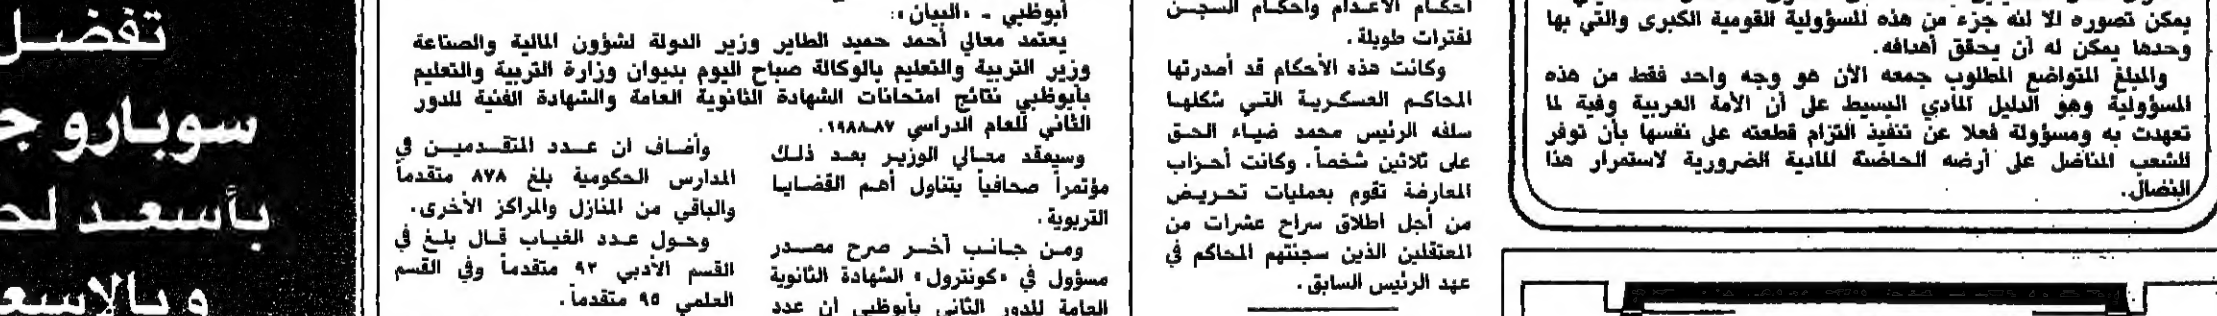 يمكن تصوره الا انه جزء من هذه المسؤولية القومية الكبرى والتي بها
وحدها يمكن له أن يحقق أهدافه.
والمبلغ المتواضع المطلوب جمعه الآن هو وجه واحد فقط من هذه
المسؤولية وهو الدليل المادي البسيط على أن الأمة العربية وفية لما
تعهدت به ومسؤولة فعلا عن تنفيذ التزام قطعته على نفسها بأن توفر
للشعب المناضل على أرضه الحاضنة المادية الضرورية لاستمرار هذا
النضال.
أحكام الاعدام وأحكام السجن
لفترات طويلة.
وكانت هذه الأحكام قد أصدرتها
المحاكم العسكرية التي شكلها
سلفه الرئيس محمد ضياء الحق
على ثلاثين شخصاً. وكانت أحزاب
المعارضة تقوم بعمليات تحريض
من أجل اطلاق سراح عشرات من
المعتقلين الذين سجنتهم المحاكم في
عهد الرئيس السابق.
أبوظبي - «البيان»:
يعتمد معالي أحمد حميد الطاير وزير الدولة لشؤون المالية والصناعة
وزير التربية والتعليم بالوكالة صباح اليوم بديوان وزارة التربية والتعليم
بأبوظبي نتائج امتحانات الشهادة الثانوية العامة والشهادة الفنية للدور
الثاني للعام الدراسي ٨٧ـ١٩٨٨.
وسيعقد معالي الوزير بعد ذلك
مؤتمراً صحافياً يتناول أهم القضايا
التربوية.
ومن جانب آخر صرح مصدر
مسؤول في «كونترول» الشهادة الثانوية
العامة للدور الثاني بأبوظبي أن عدد
وأضاف ان عدد المتقدمين في
المدارس الحكومية بلغ ٨٧٨ متقدماً
والباقي من المنازل والمراكز الأخرى.
وحول عدد الغياب قال بلغ في
القسم الأدبي ٩٢ متقدماً وفي القسم
العلمي ٩٥ متقدماً.
تفضل
سوبارو
بأسعد